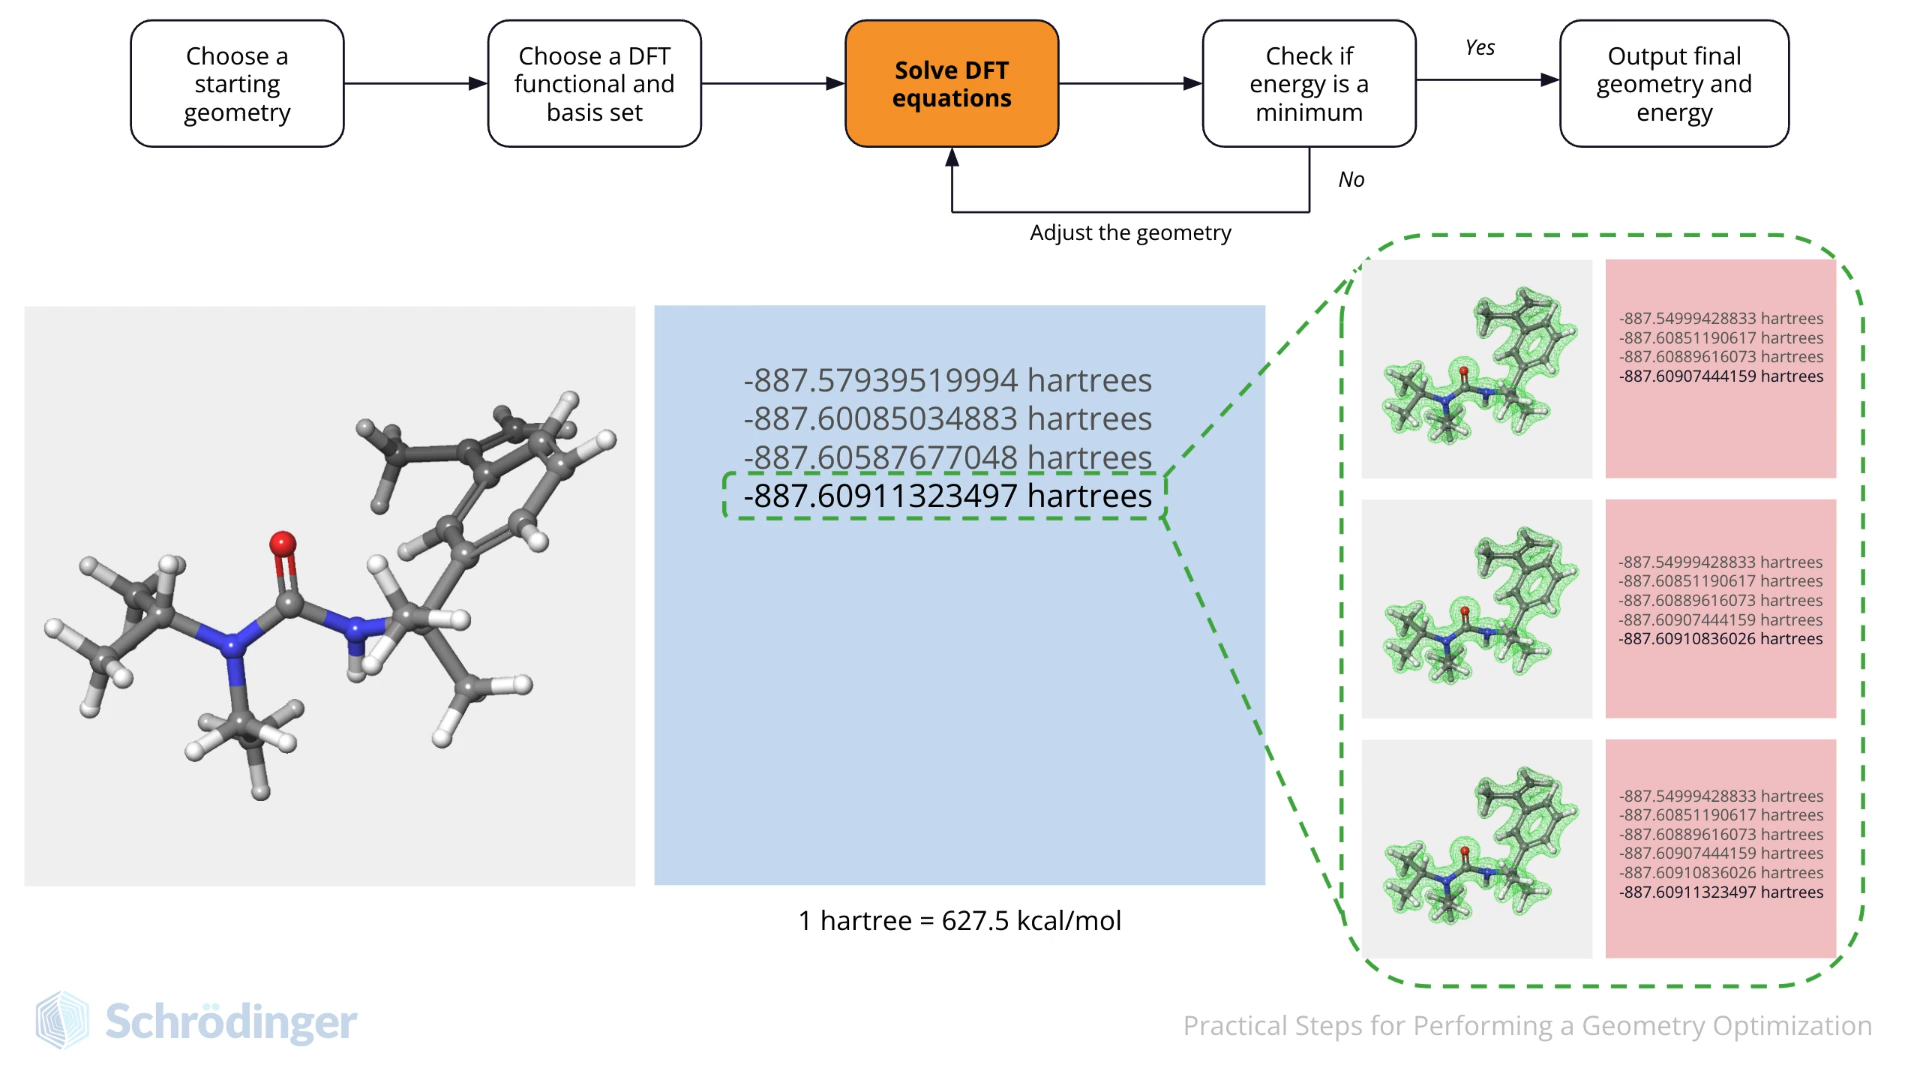 Choose a
starting
geometry
Choose a DFT
functional and
basis set
Solve DFT
equations
Check if
energy is a
minimum
Yes
Output final
geometry and
energy
No
Adjust the geometry
-887.57939519994 hartrees
-887.60085034883 hartrees
-887.60587677048 hartrees
-887.60911323497 hartrees
1 hartree = 627.5 kcal/mol
-887.54999428833 hartrees
-887.60851190617 hartrees
-887.60889616073 hartrees
-887.60907444159 hartrees
-887.54999428833 hartrees
-887.60851190617 hartrees
-887.60889616073 hartrees
-887.60907444159 hartrees
-887.60910836026 hartrees
-887.54999428833 hartrees
-887.60851190617 hartrees
-887.60889616073 hartrees
-887.60907444159 hartrees
-887.60910836026 hartrees
-887.60911323497 hartrees
Schrödinger
Practical Steps for Performing a Geometry Optimization